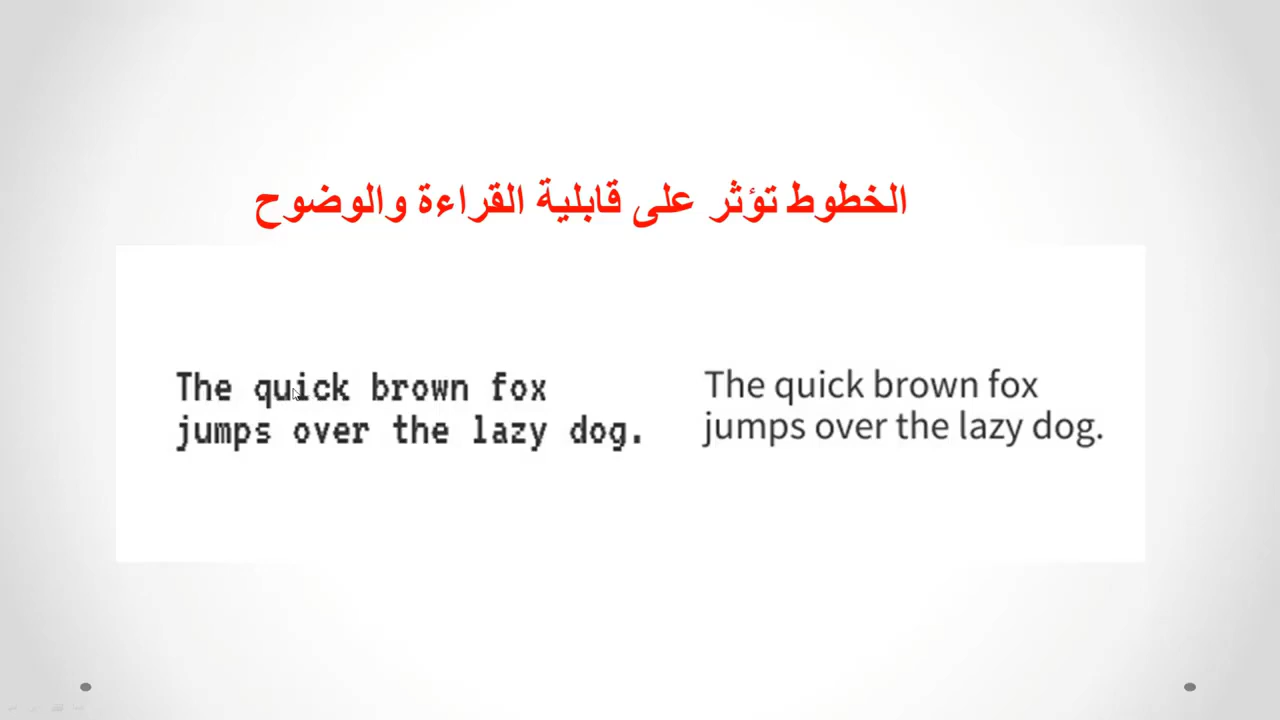 الخطوط تؤثر على قابلية القراءة والوضوح
The quick brown fox
jumps over the lazy dog.
The quick brown fox
jumps over the lazy dog.